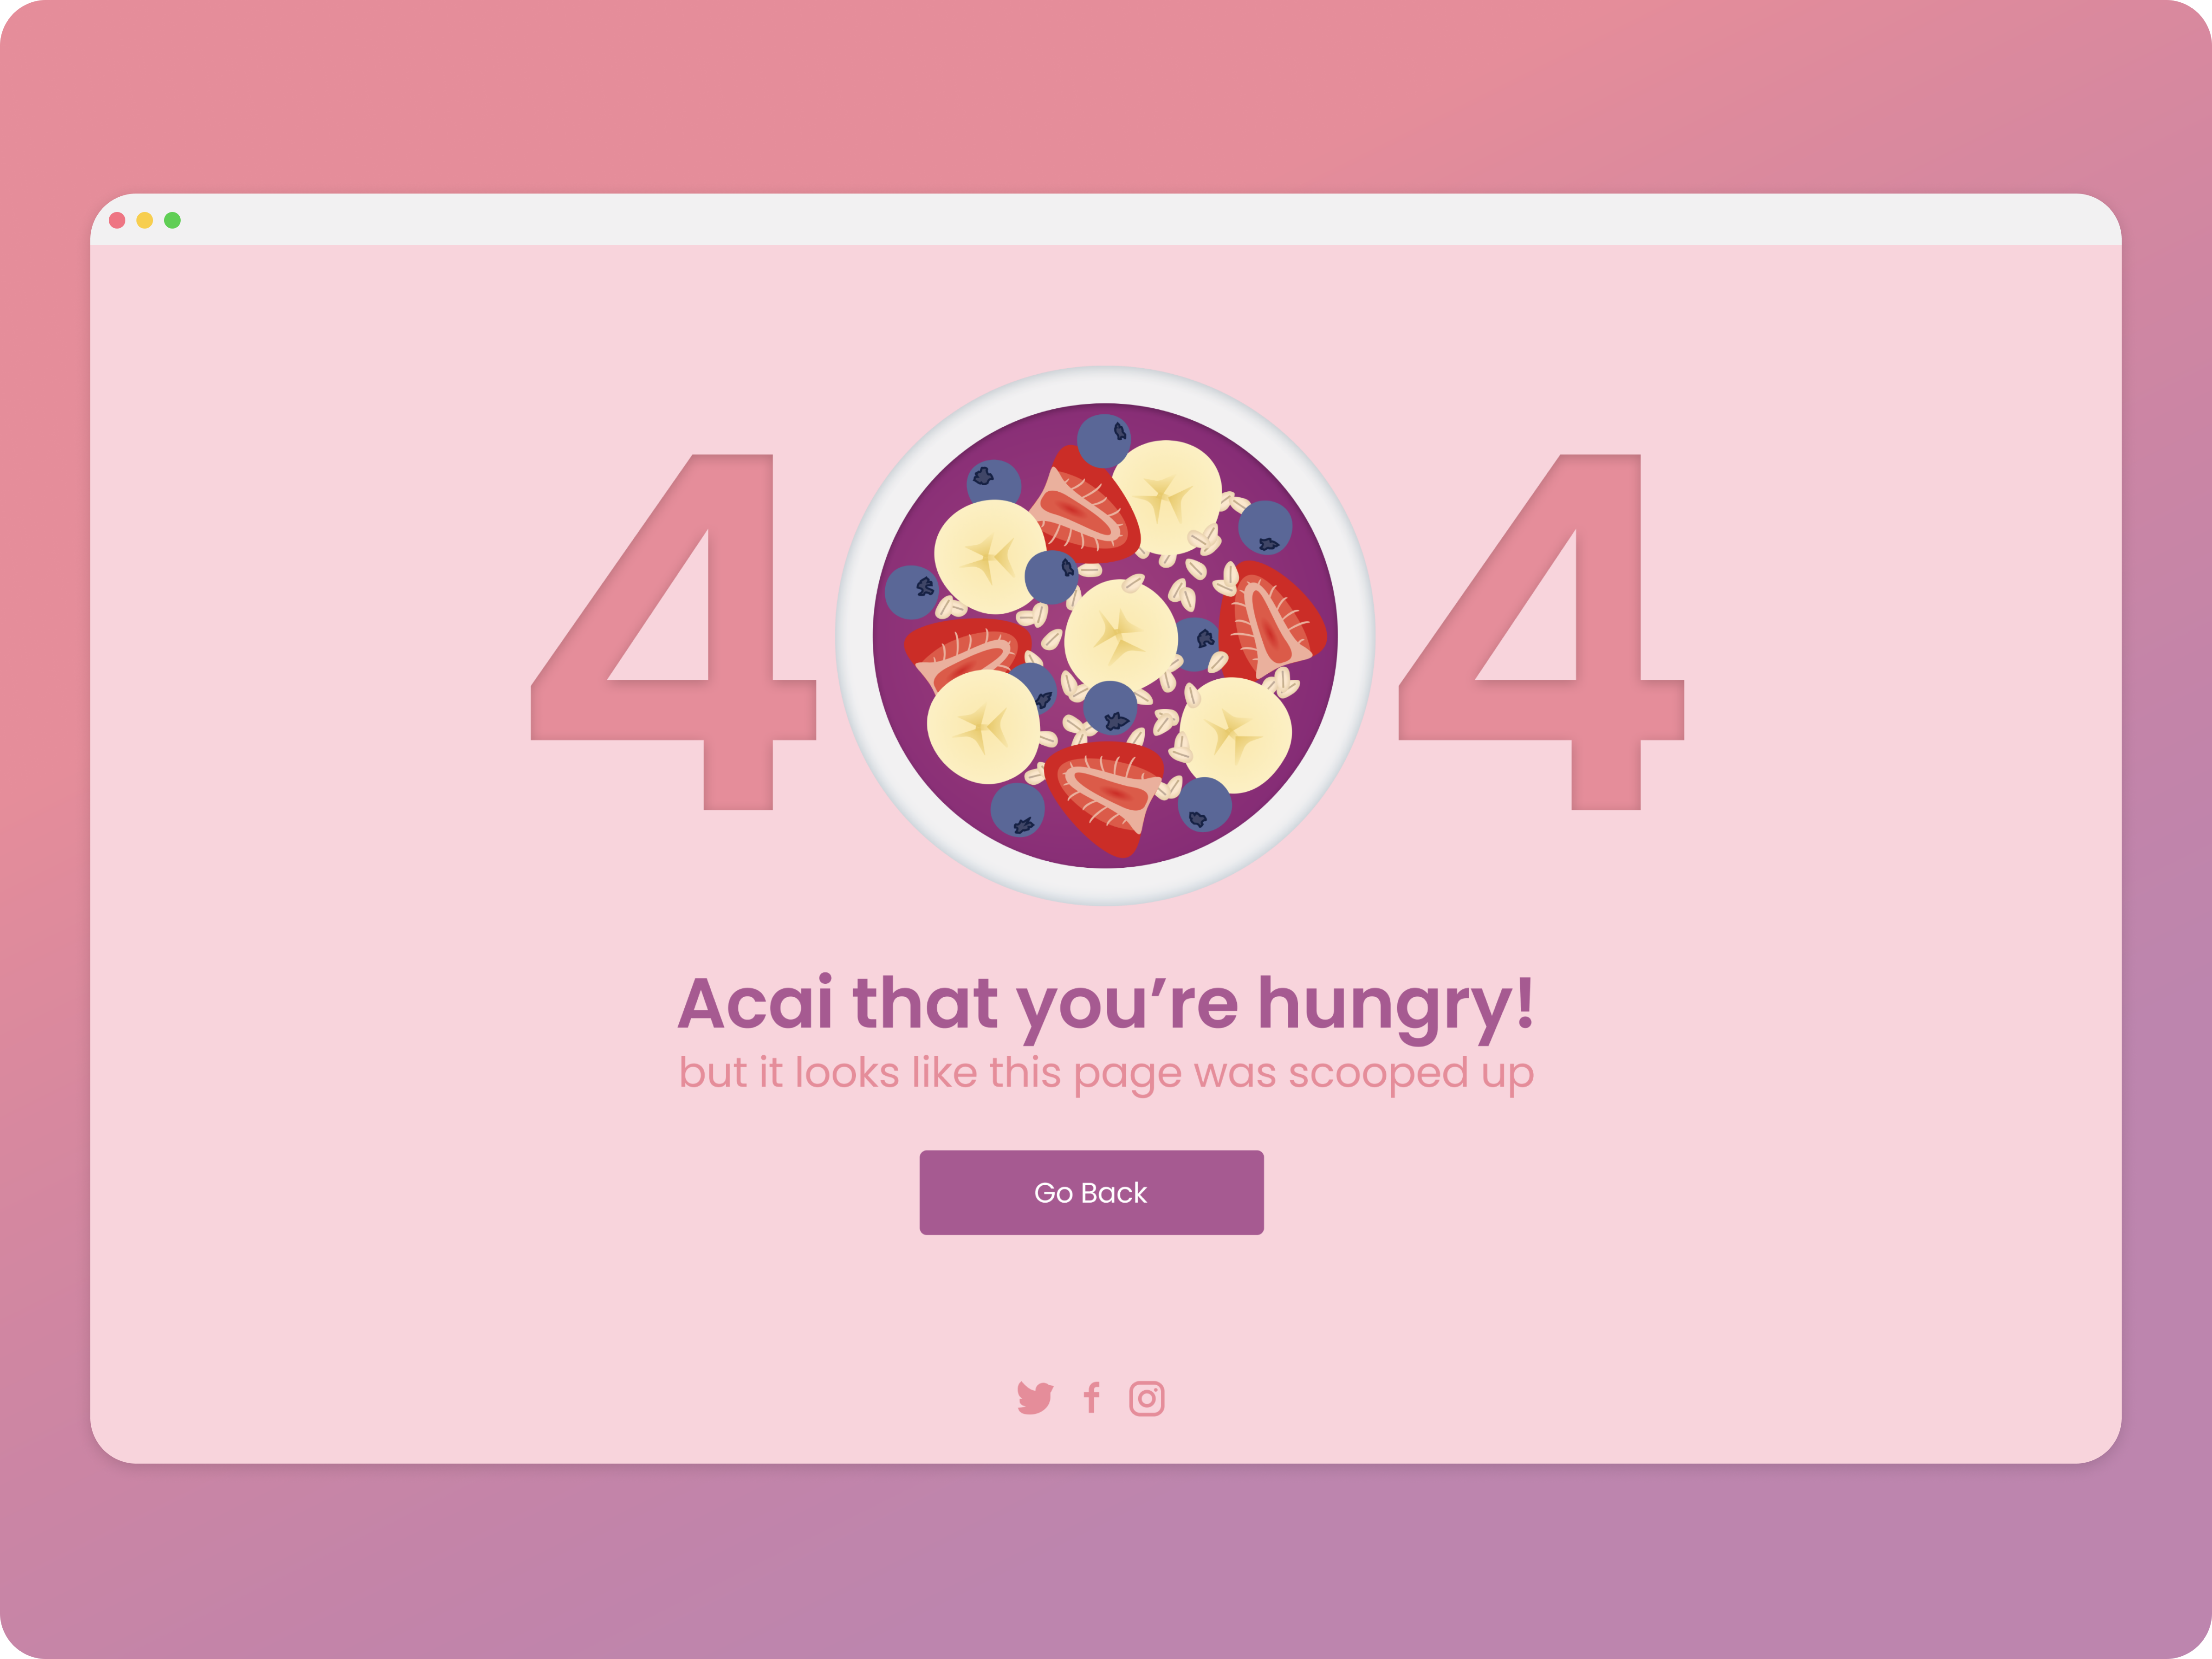 4 4
Acai that you’re hungry!
but it looks like this page was scooped up
Go Back